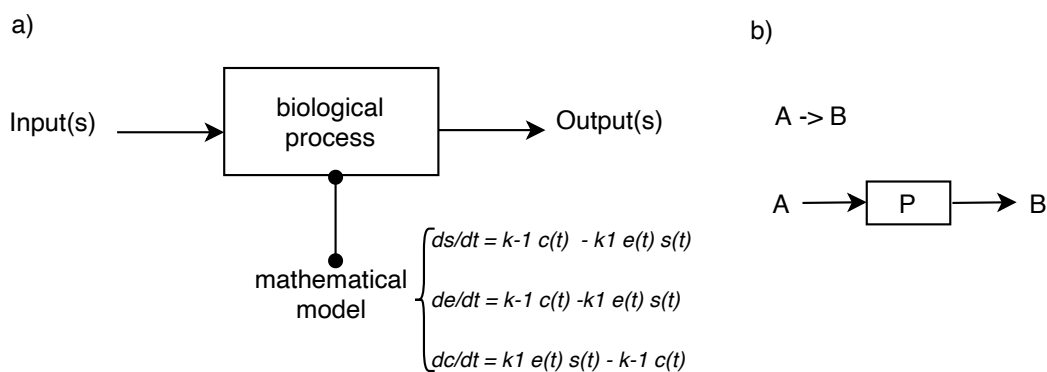 a)
Input(s)
biological
process
Output(s)
mathematical
model
ds/dt = k-1 c(t) - k1 e(t) s(t)
de/dt = k-1 c(t) -k1 e(t) s(t)
dc/dt = k1 e(t) s(t) - k-1 c(t)
b)
A -> B
A
P
B